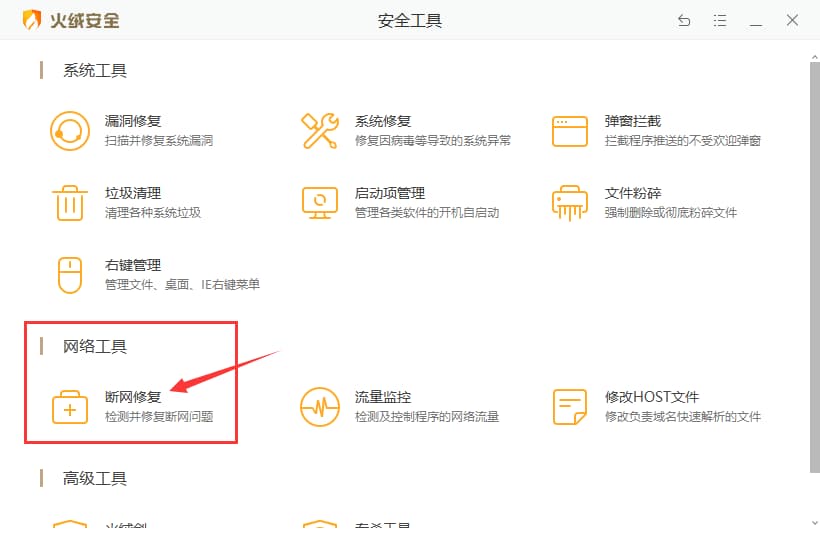 火绒安全
安全工具
系统工具
漏洞修复
扫描并修复系统漏洞
系统修复
修复因病毒等导致的系统异常
弹窗拦截
拦截程序推送的不受欢迎弹窗
垃圾清理
清理各种系统垃圾
启动项管理
管理各类软件的开机自启动
文件粉碎
强制删除或彻底粉碎文件
右键管理
管理文件、桌面、IE右键菜单
网络工具
断网修复
检测并修复断网问题
流量监控
检测及控制程序的网络流量
修改HOST文件
修改负责域名快速解析的文件
高级工具
火绒剑
专杀工具